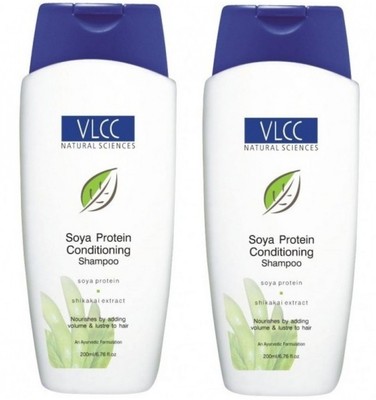 VLCC
NATURAL SCIENCES
Soya Protein
Conditioning
Shampoo
soya protein
shikakai extract
Nourishes by adding
volume & lustre to hair
An Ayurvedic Formulation
200ml/6.76 fl oz
VLCC
NATURAL SCIENCES
Soya Protein
Conditioning
Shampoo
soya protein
shikakai extract
Nourishes by adding
volume & lustre to hair
An Ayurvedic Formulation
200ml/6.76 fl oz